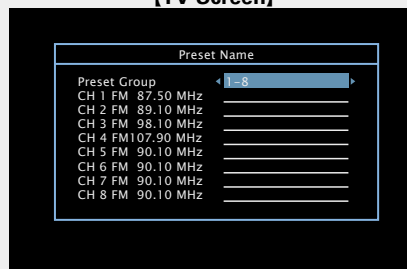 [TV Screen]
Preset Name
Preset Group 1-8
CH 1 FM 87.50 MHz
CH 2 FM 89.10 MHz
CH 3 FM 98.10 MHz
CH 4 FM107.90 MHz
CH 5 FM 90.10 MHz
CH 6 FM 90.10 MHz
CH 7 FM 90.10 MHz
CH 8 FM 90.10 MHz